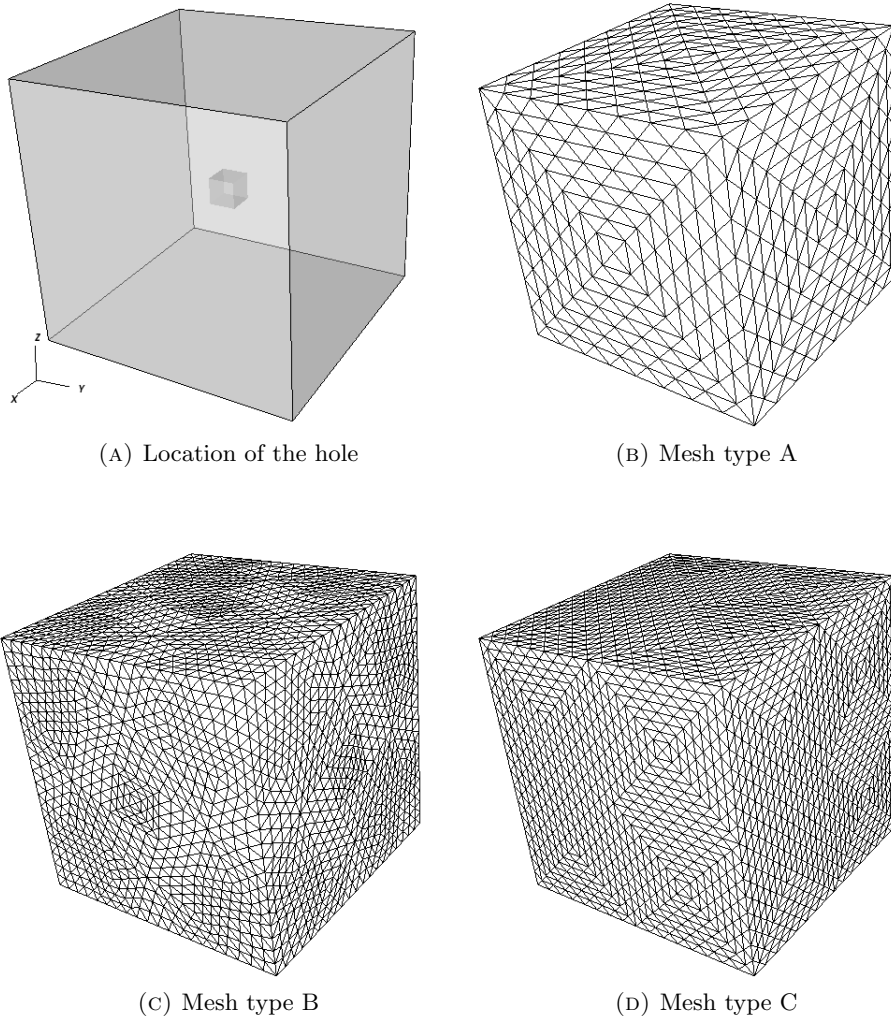 Z
X
Y
(A) Location of the hole
(B) Mesh type A
(C) Mesh type B
(D) Mesh type C